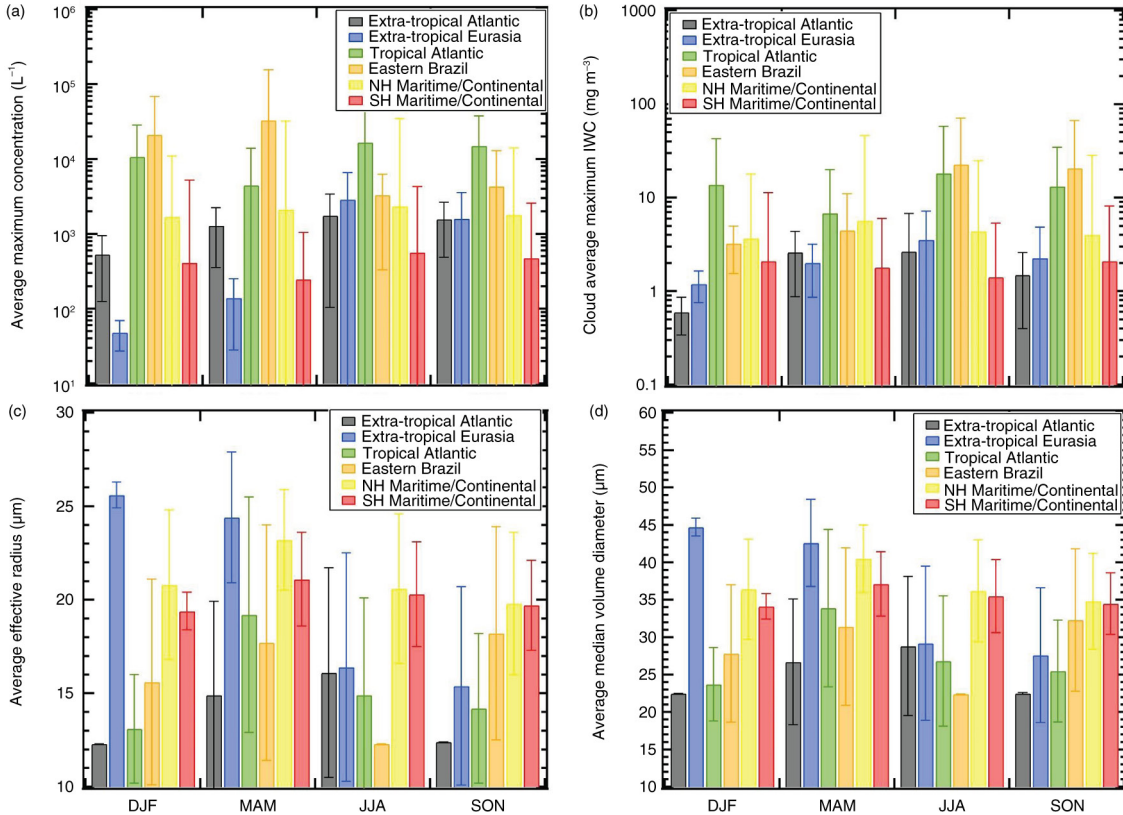 (a)
Average maximum concentration (L⁻¹)
10⁶
10⁵
10⁴
10³
10²
10¹
Extra-tropical Atlantic
Extra-tropical Eurasia
Tropical Atlantic
Eastern Brazil
NH Maritime/Continental
SH Maritime/Continental
(b)
Cloud average maximum IWC (mg m⁻³)
1000
100
10
1
0.1
Extra-tropical Atlantic
Extra-tropical Eurasia
Tropical Atlantic
Eastern Brazil
NH Maritime/Continental
SH Maritime/Continental
(c)
Average effective radius (µm)
30
25
20
15
10
Extra-tropical Atlantic
Extra-tropical Eurasia
Tropical Atlantic
Eastern Brazil
NH Maritime/Continental
SH Maritime/Continental
DJF MAM JJA SON
(d)
Average median volume diameter (µm)
60
55
50
45
40
35
30
25
20
15
10
Extra-tropical Atlantic
Extra-tropical Eurasia
Tropical Atlantic
Eastern Brazil
NH Maritime/Continental
SH Maritime/Continental
DJF MAM JJA SON